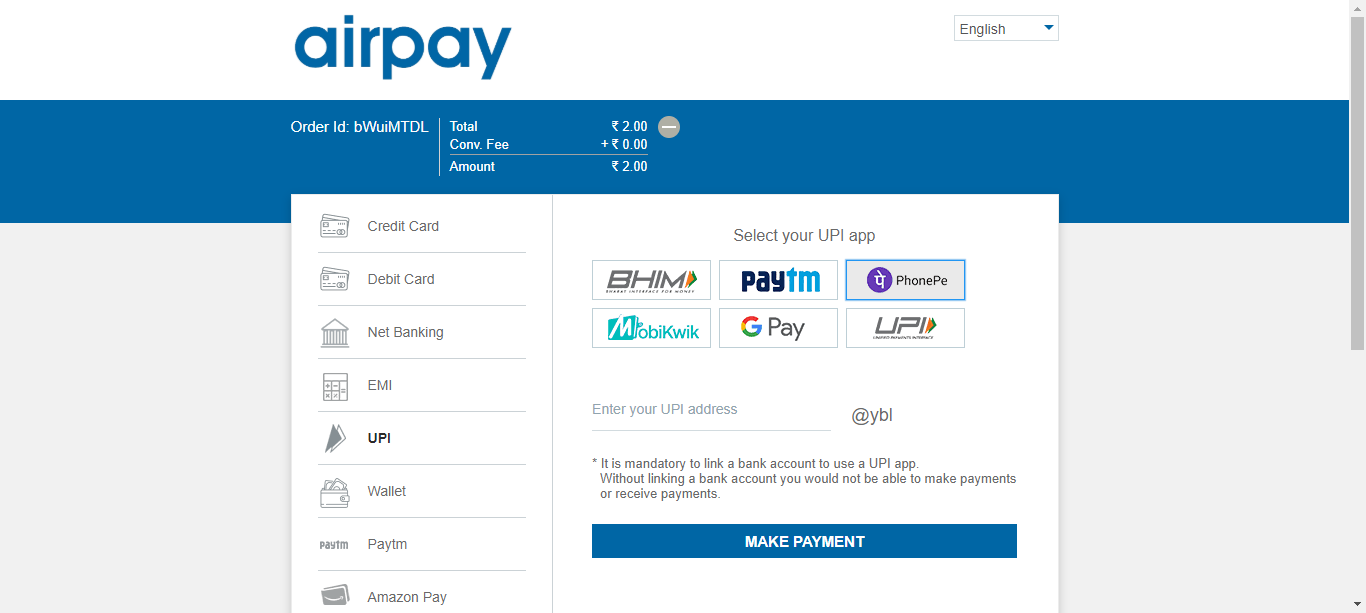 airpay
English
Order Id: bWuiMTDL
Total ₹ 2.00
Conv. Fee + ₹ 0.00
Amount ₹ 2.00
Credit Card
Debit Card
Net Banking
EMI
UPI
Wallet
paytm Paytm
Amazon Pay
Select your UPI app
BHIM paytm PhonePe
BHARAT INTERFACE FOR MONEY
MobiKwik G Pay UPI
UNIFIED PAYMENTS INTERFACE
Enter your UPI address @ybl
* It is mandatory to link a bank account to use a UPI app.
Without linking a bank account you would not be able to make payments
or receive payments.
MAKE PAYMENT